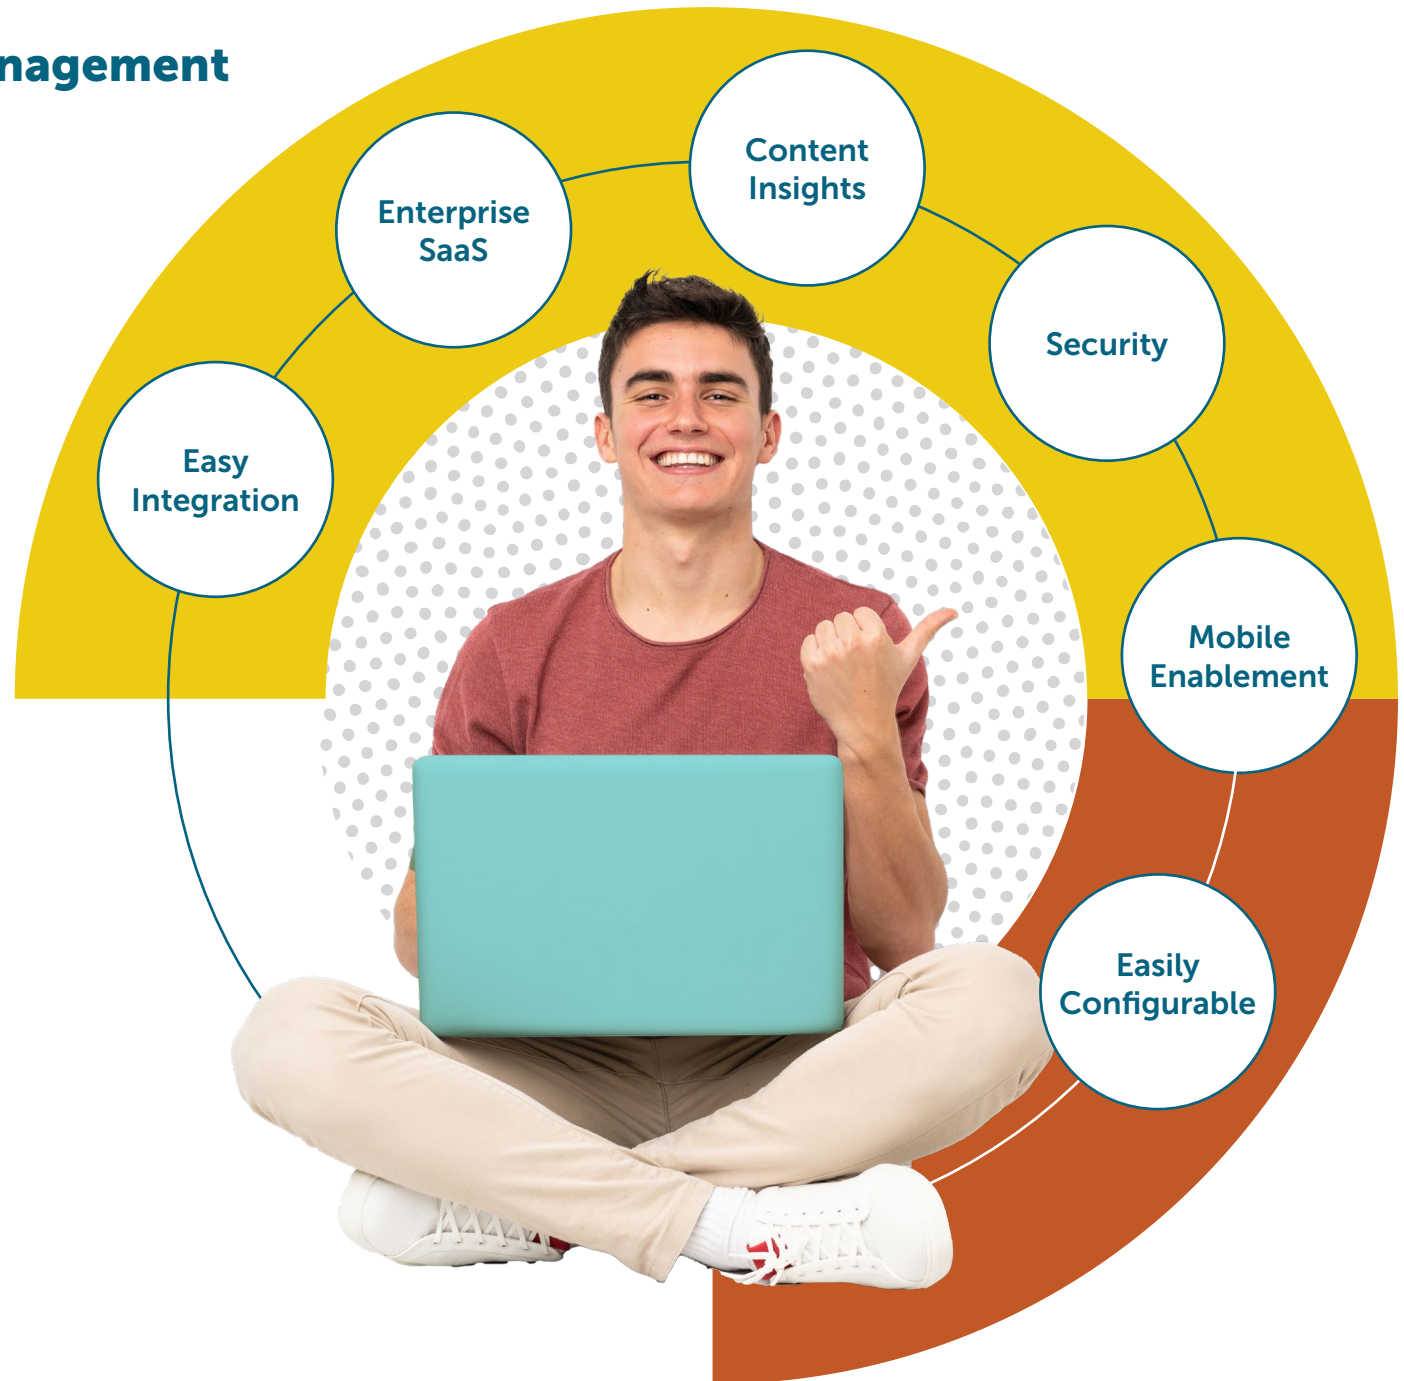 nagement
Content
Insights
Enterprise
SaaS
Security
Easy
Integration
Mobile
Enablement
Easily
Configurable